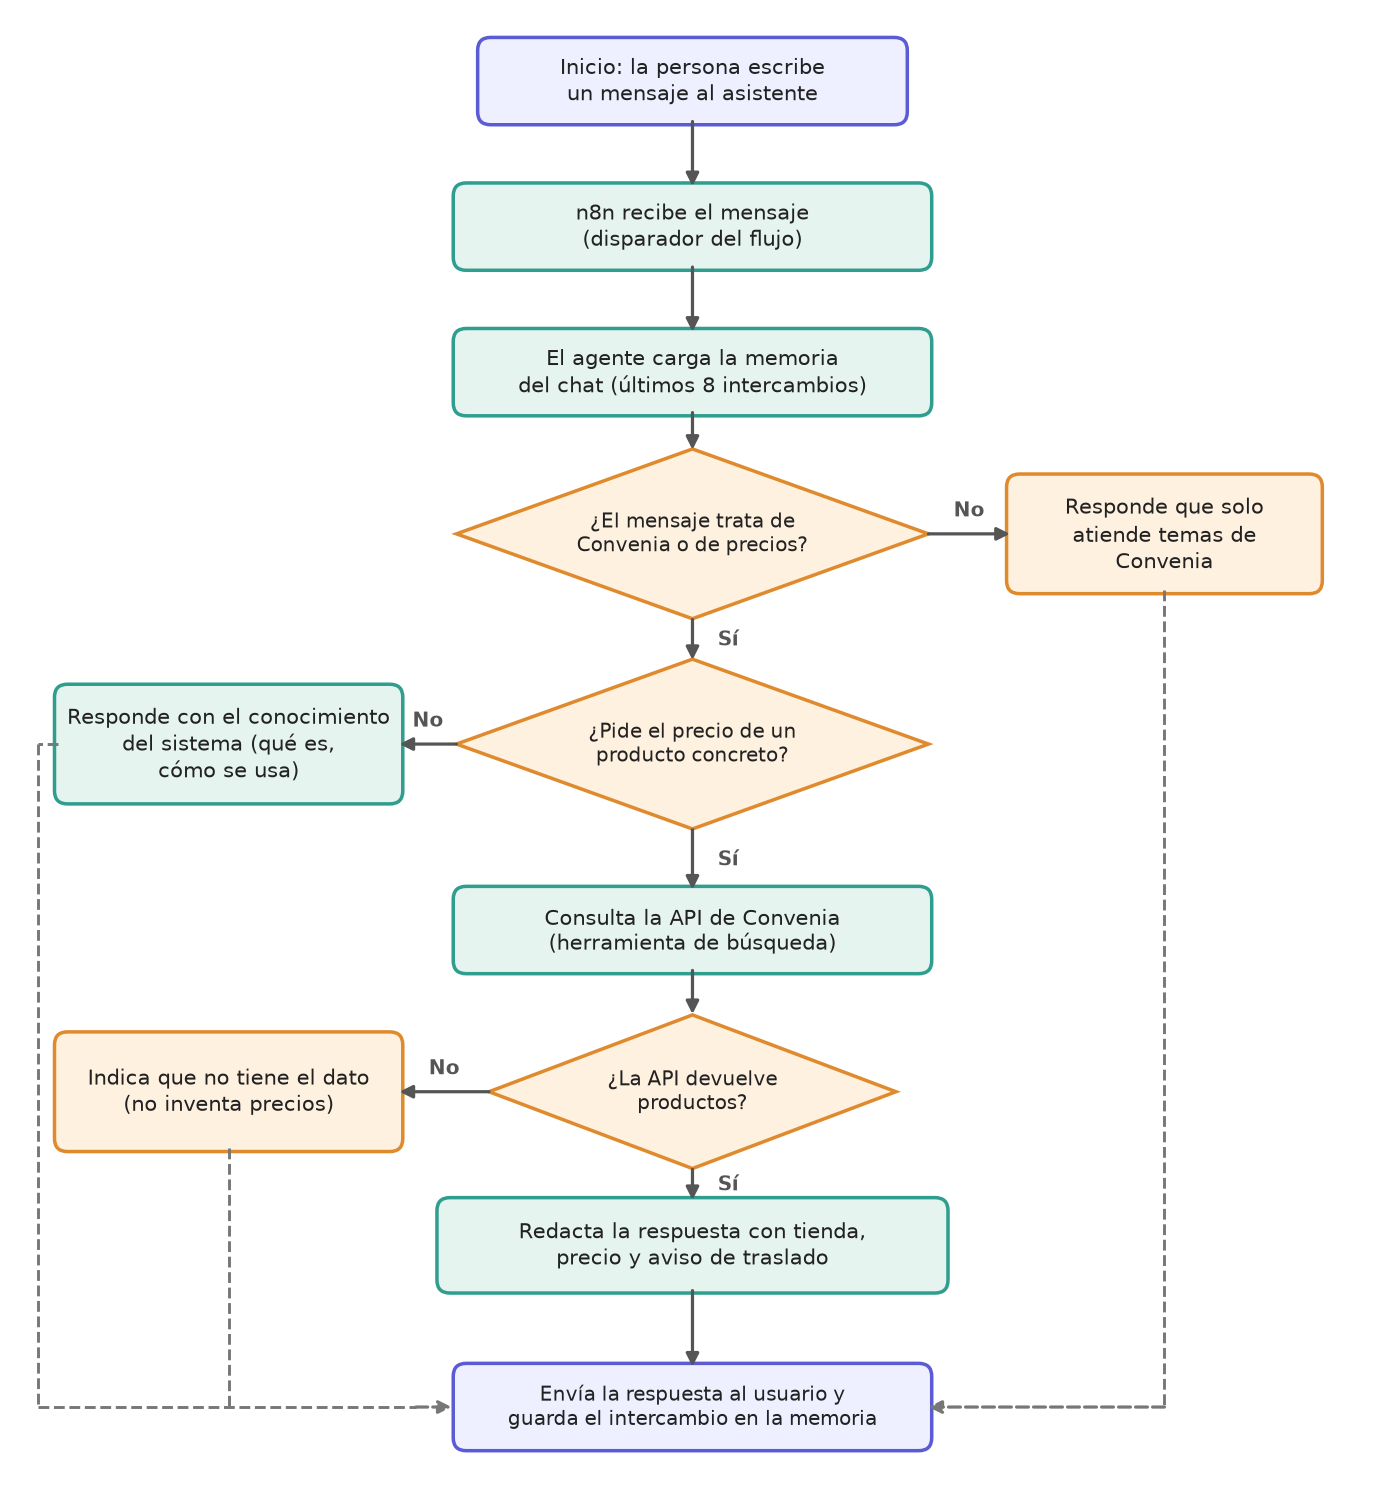 Inicio: la persona escribe
un mensaje al asistente
n8n recibe el mensaje
(disparador del flujo)
El agente carga la memoria
del chat (últimos 8 intercambios)
¿El mensaje trata de
Convenia o de precios?
No
Responde que solo
atiende temas de
Convenia
Sí
¿Pide el precio de un
producto concreto?
No
Responde con el conocimiento
del sistema (qué es,
cómo se usa)
Sí
Consulta la API de Convenia
(herramienta de búsqueda)
¿La API devuelve
productos?
No
Indica que no tiene el dato
(no inventa precios)
Sí
Redacta la respuesta con tienda,
precio y aviso de traslado
Envía la respuesta al usuario y
guarda el intercambio en la memoria